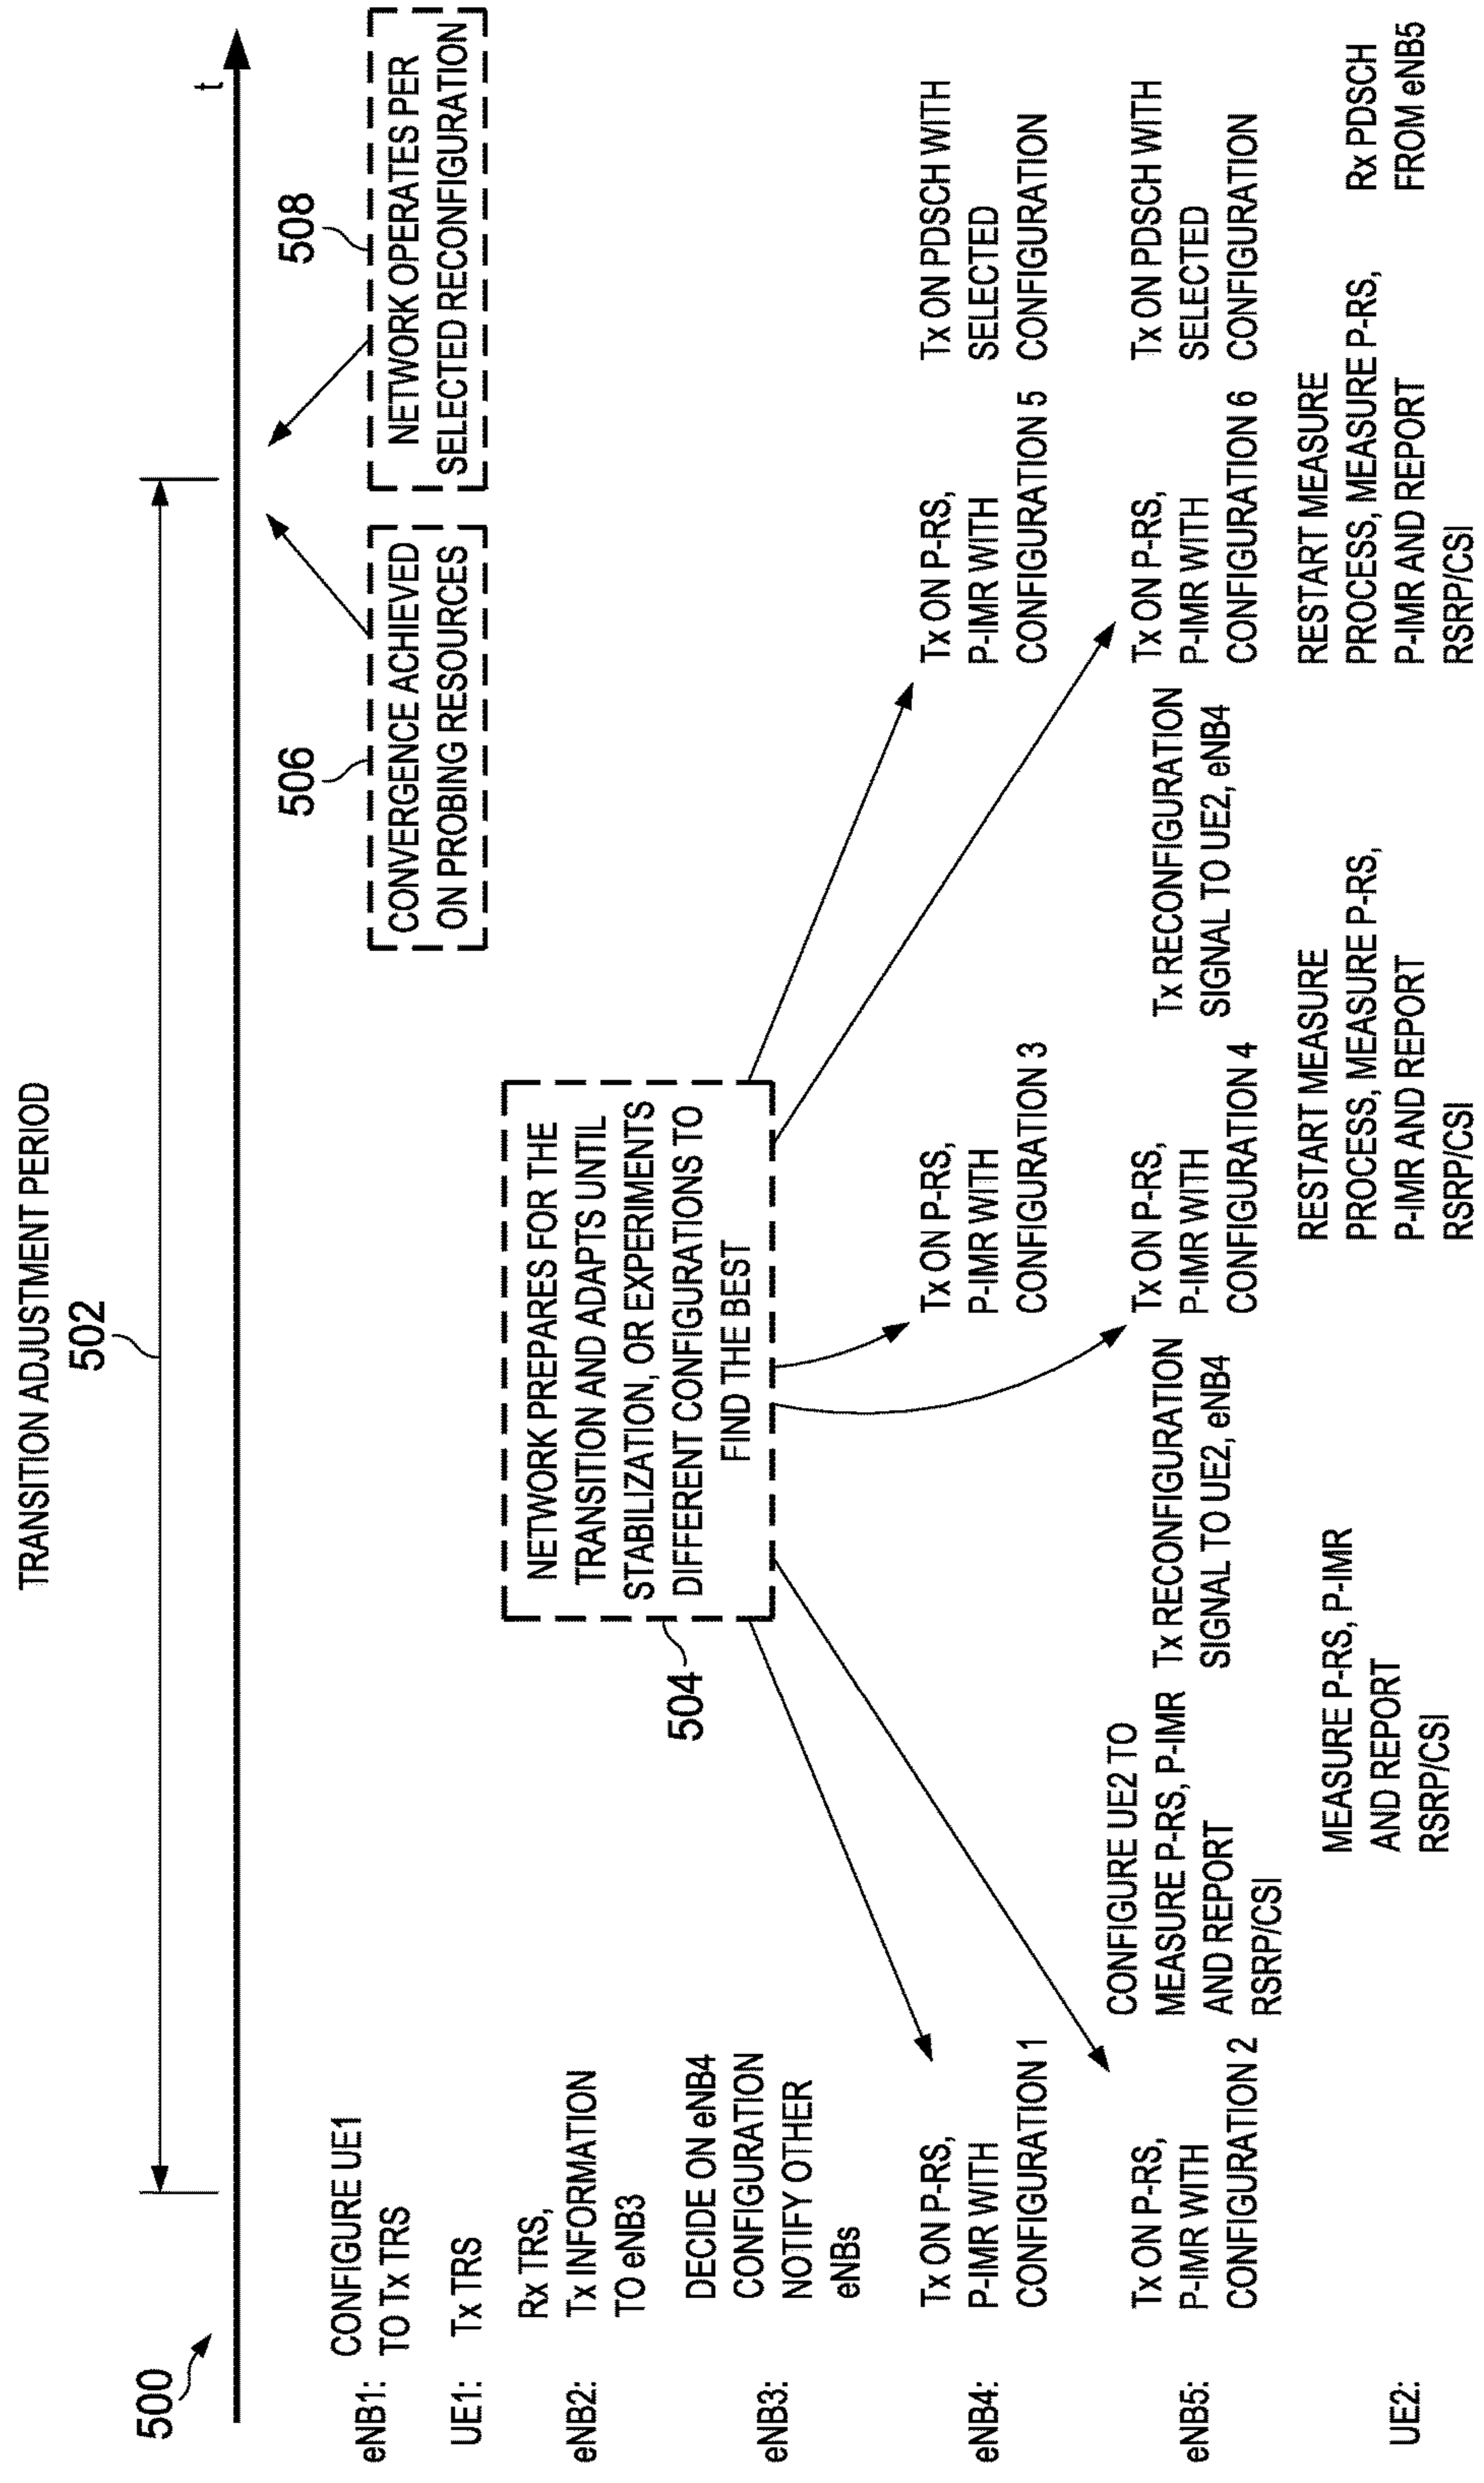 TRANSITION ADJUSTMENT PERIOD
502
500
t
506
508
CONVERGENCE ACHIEVED
ON PROBING RESOURCES
NETWORK OPERATES PER
SELECTED RECONFIGURATION
504
NETWORK PREPARES FOR THE
TRANSITION AND ADAPTS UNTIL
STABILIZATION, OR EXPERIMENTS
DIFFERENT CONFIGURATIONS TO
FIND THE BEST
eNB1:
CONFIGURE UE1
TO Tx TRS
UE1:
Tx TRS
eNB2:
Rx TRS,
Tx INFORMATION
TO eNB3
eNB3:
DECIDE ON eNB4
CONFIGURATION
NOTIFY OTHER
eNBs
eNB4:
Tx ON P-RS,
P-IMR WITH
CONFIGURATION 1
Tx ON P-RS,
P-IMR WITH
CONFIGURATION 3
Tx ON P-RS,
P-IMR WITH
CONFIGURATION 5
Tx ON PDSCH WITH
SELECTED
CONFIGURATION
eNB5:
Tx ON P-RS,
P-IMR WITH
CONFIGURATION 2
CONFIGURE UE2 TO
MEASURE P-RS, P-IMR
AND REPORT
RSRP/CSI
Tx RECONFIGURATION
SIGNAL TO UE2, eNB4
Tx ON P-RS,
P-IMR WITH
CONFIGURATION 4
Tx RECONFIGURATION
SIGNAL TO UE2, eNB4
Tx ON P-RS,
P-IMR WITH
CONFIGURATION 6
Tx ON PDSCH WITH
SELECTED
CONFIGURATION
UE2:
MEASURE P-RS, P-IMR
AND REPORT
RSRP/CSI
RESTART MEASURE
PROCESS, MEASURE P-RS,
P-IMR AND REPORT
RSRP/CSI
RESTART MEASURE
PROCESS, MEASURE P-RS,
P-IMR AND REPORT
RSRP/CSI
Rx PDSCH
FROM eNB5